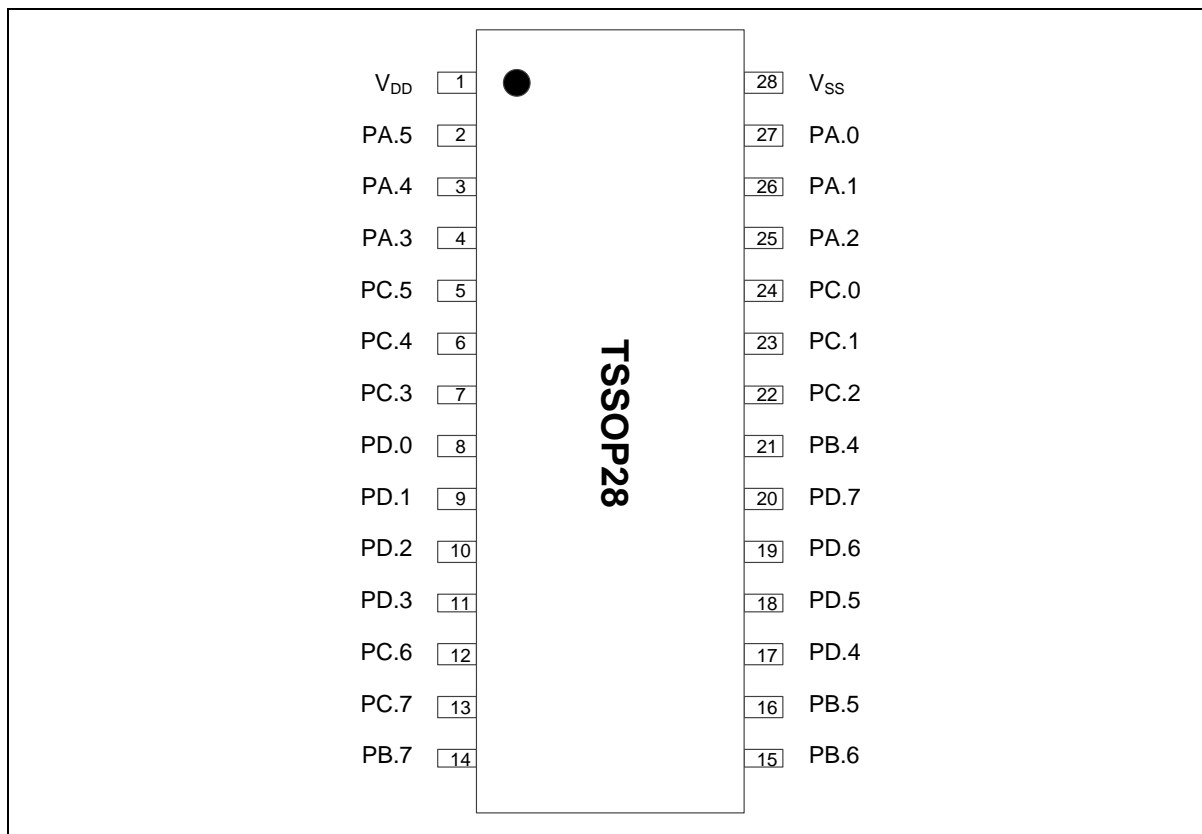 V_DD 1 28 V_SS
PA.5 2 27 PA.0
PA.4 3 26 PA.1
PA.3 4 25 PA.2
PC.5 5 24 PC.0
PC.4 6 23 PC.1
PC.3 7 22 PC.2
PD.0 8 21 PB.4
PD.1 9 20 PD.7
PD.2 10 19 PD.6
PD.3 11 18 PD.5
PC.6 12 17 PD.4
PC.7 13 16 PB.5
PB.7 14 15 PB.6
TSSOP28